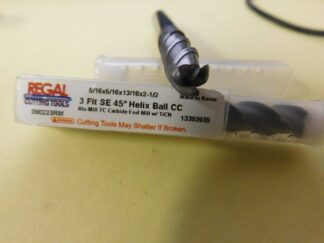 5/16x5/16x13/16x2-1/2
Made in Korea
REGAL
CUTTING TOOLS
3 Flt SE 45° Helix Ball CC
Alu Mill TC Carbide End Mill w/ TiCN
090223RM
13393939
Cutting Tools May Shatter If Broken.